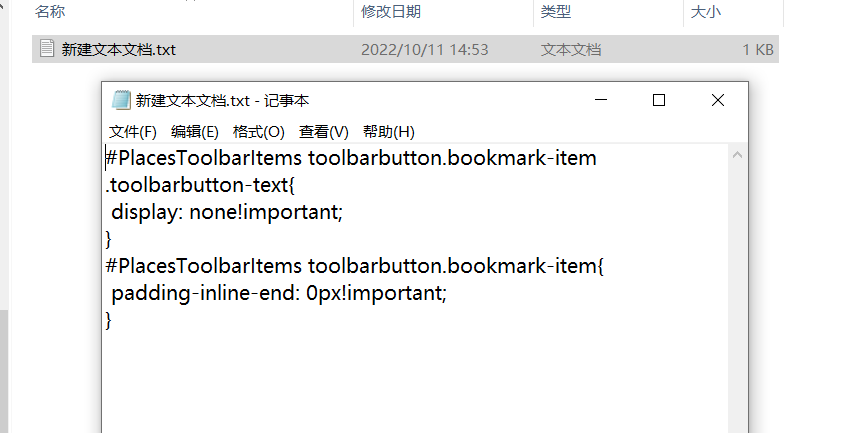 名称 修改日期 类型 大小
新建文本文档.txt 2022/10/11 14:53 文本文档 1 KB
新建文本文档.txt - 记事本
文件(F) 编辑(E) 格式(O) 查看(V) 帮助(H)
#PlacesToolbarItems toolbarbutton.bookmark-item
.toolbarbutton-text{
 display: none!important;
}
#PlacesToolbarItems toolbarbutton.bookmark-item{
 padding-inline-end: 0px!important;
}